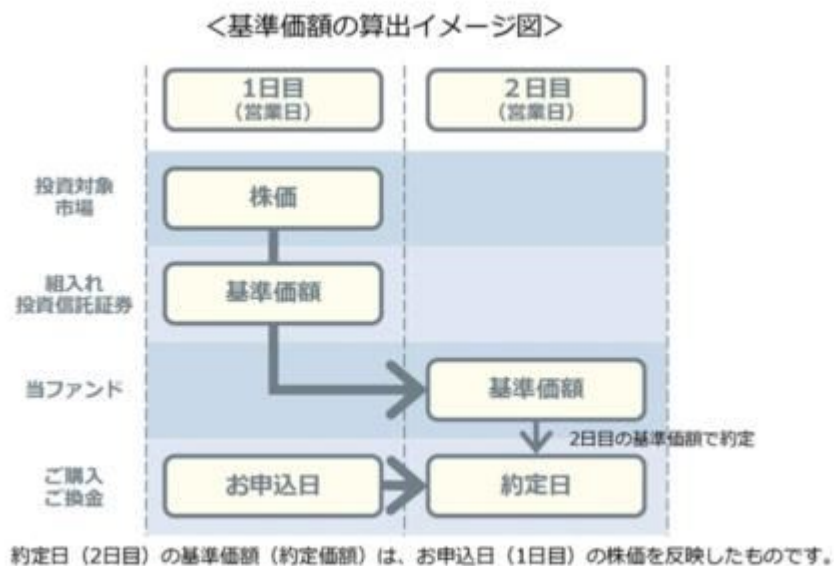 ＜基準価額の算出イメージ図＞
1日目
（営業日）
2日目
（営業日）
投資対象
市場
株価
組入れ
投資信託証券
基準価額
当ファンド
基準価額
2日目の基準価額で約定
ご購入
ご換金
お申込日
約定日
約定日（2日目）の基準価額（約定価額）は、お申込日（1日目）の株価を反映したものです。